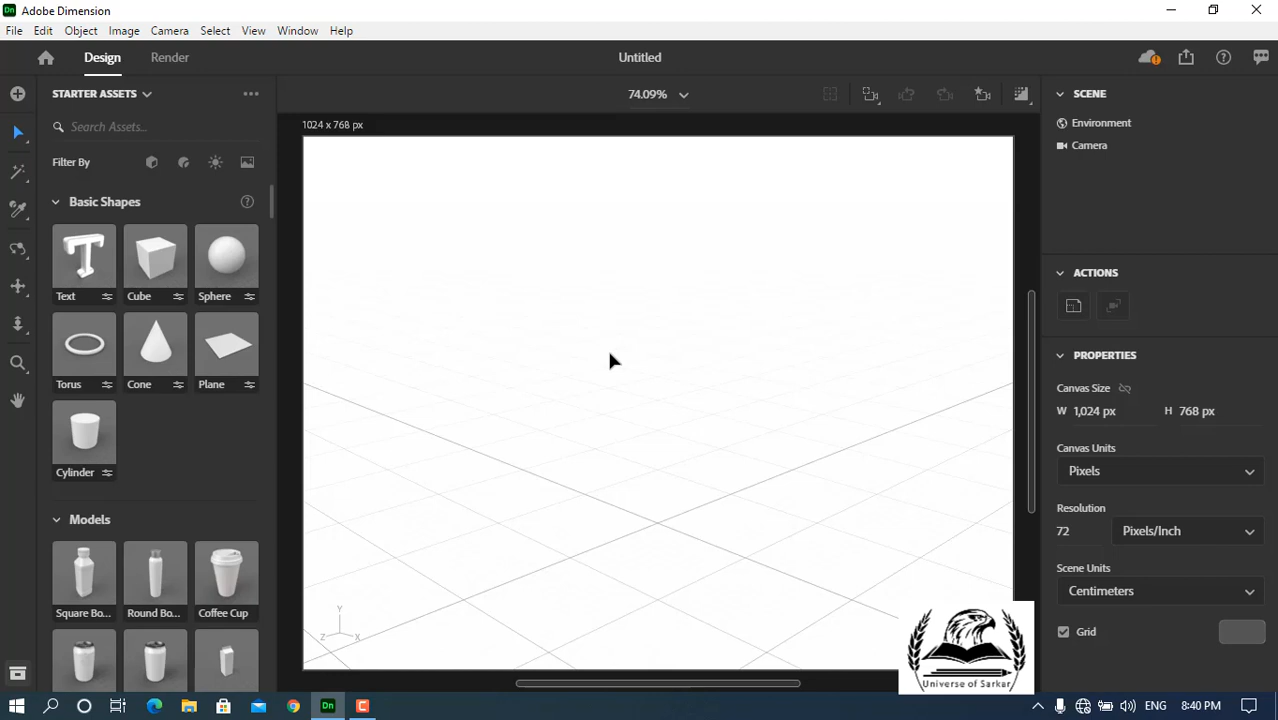 Dn Adobe Dimension
File Edit Object Image Camera Select View Window Help
Design Render Untitled
STARTER ASSETS
74.09%
SCENE
Search Assets...
1024 x 768 px
Environment
Camera
Filter By
Basic Shapes
Text Cube Sphere
Torus Cone Plane
Cylinder
Models
Square Bo... Round Bo... Coffee Cup
ACTIONS
PROPERTIES
Canvas Size
W 1,024 px H 768 px
Canvas Units
Pixels
Resolution
72 Pixels/Inch
Scene Units
Centimeters
Grid
Y
Z X
Universe of Sarkar
Dn
ENG 8:40 PM